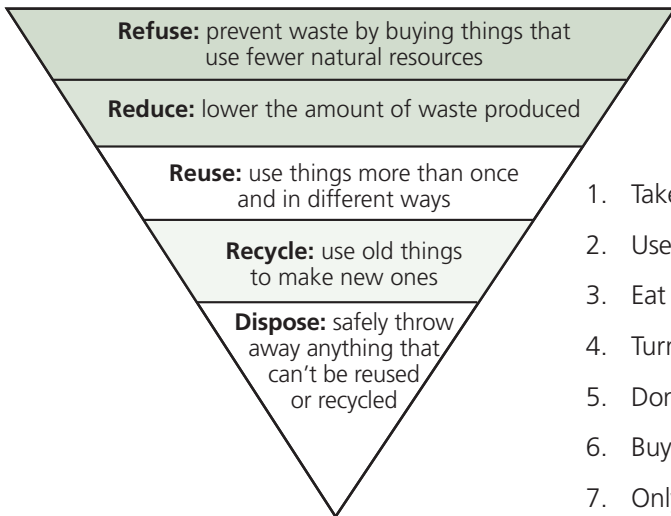 Refuse: prevent waste by buying things that
use fewer natural resources
Reduce: lower the amount of waste produced
Reuse: use things more than once
and in different ways
Recycle: use old things
to make new ones
Dispose: safely throw
away anything that
can't be reused
or recycled
1. Take
2. Use
3. Eat
4.
5.
6. Buy
7.